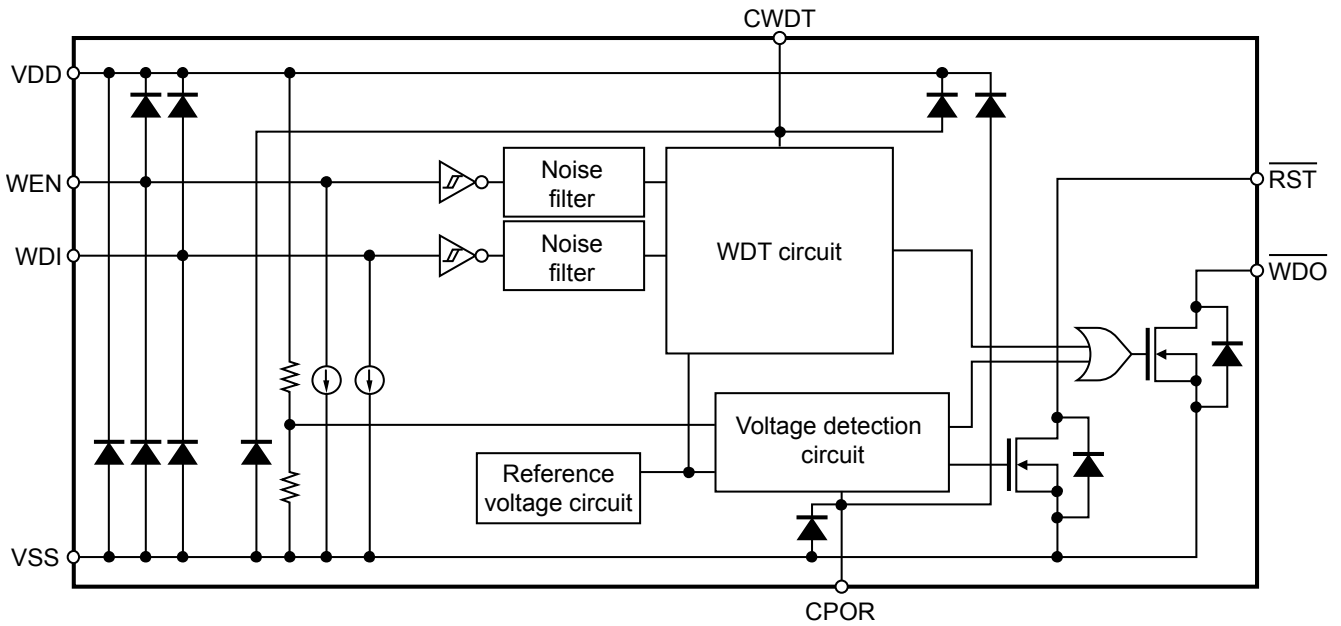 CWDT
VDD
WEN
Noise
filter
WDI
Noise
filter
WDT circuit
RST
WDO
Voltage detection
circuit
Reference
voltage circuit
VSS
CPOR